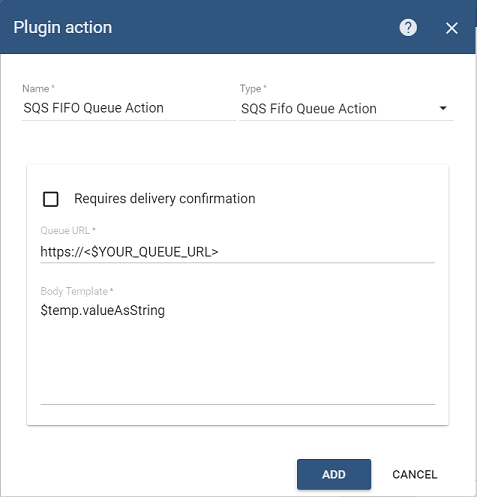 Plugin action
?
Name *
Type *
SQS FIFO Queue Action
SQS Fifo Queue Action
Requires delivery confirmation
Queue URL *
https://<$YOUR_QUEUE_URL>
Body Template *
$temp.valueAsString
ADD
CANCEL